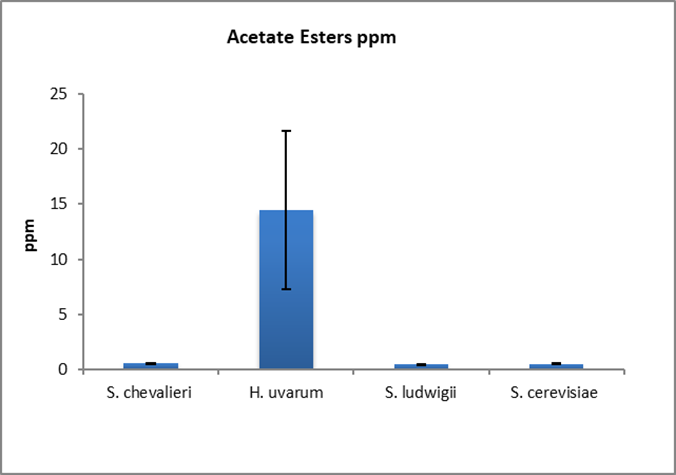 Acetate Esters ppm
25
20
15
10
5
0
ppm
S. chevalieri
H. uvarum
S. ludwigii
S. cerevisiae